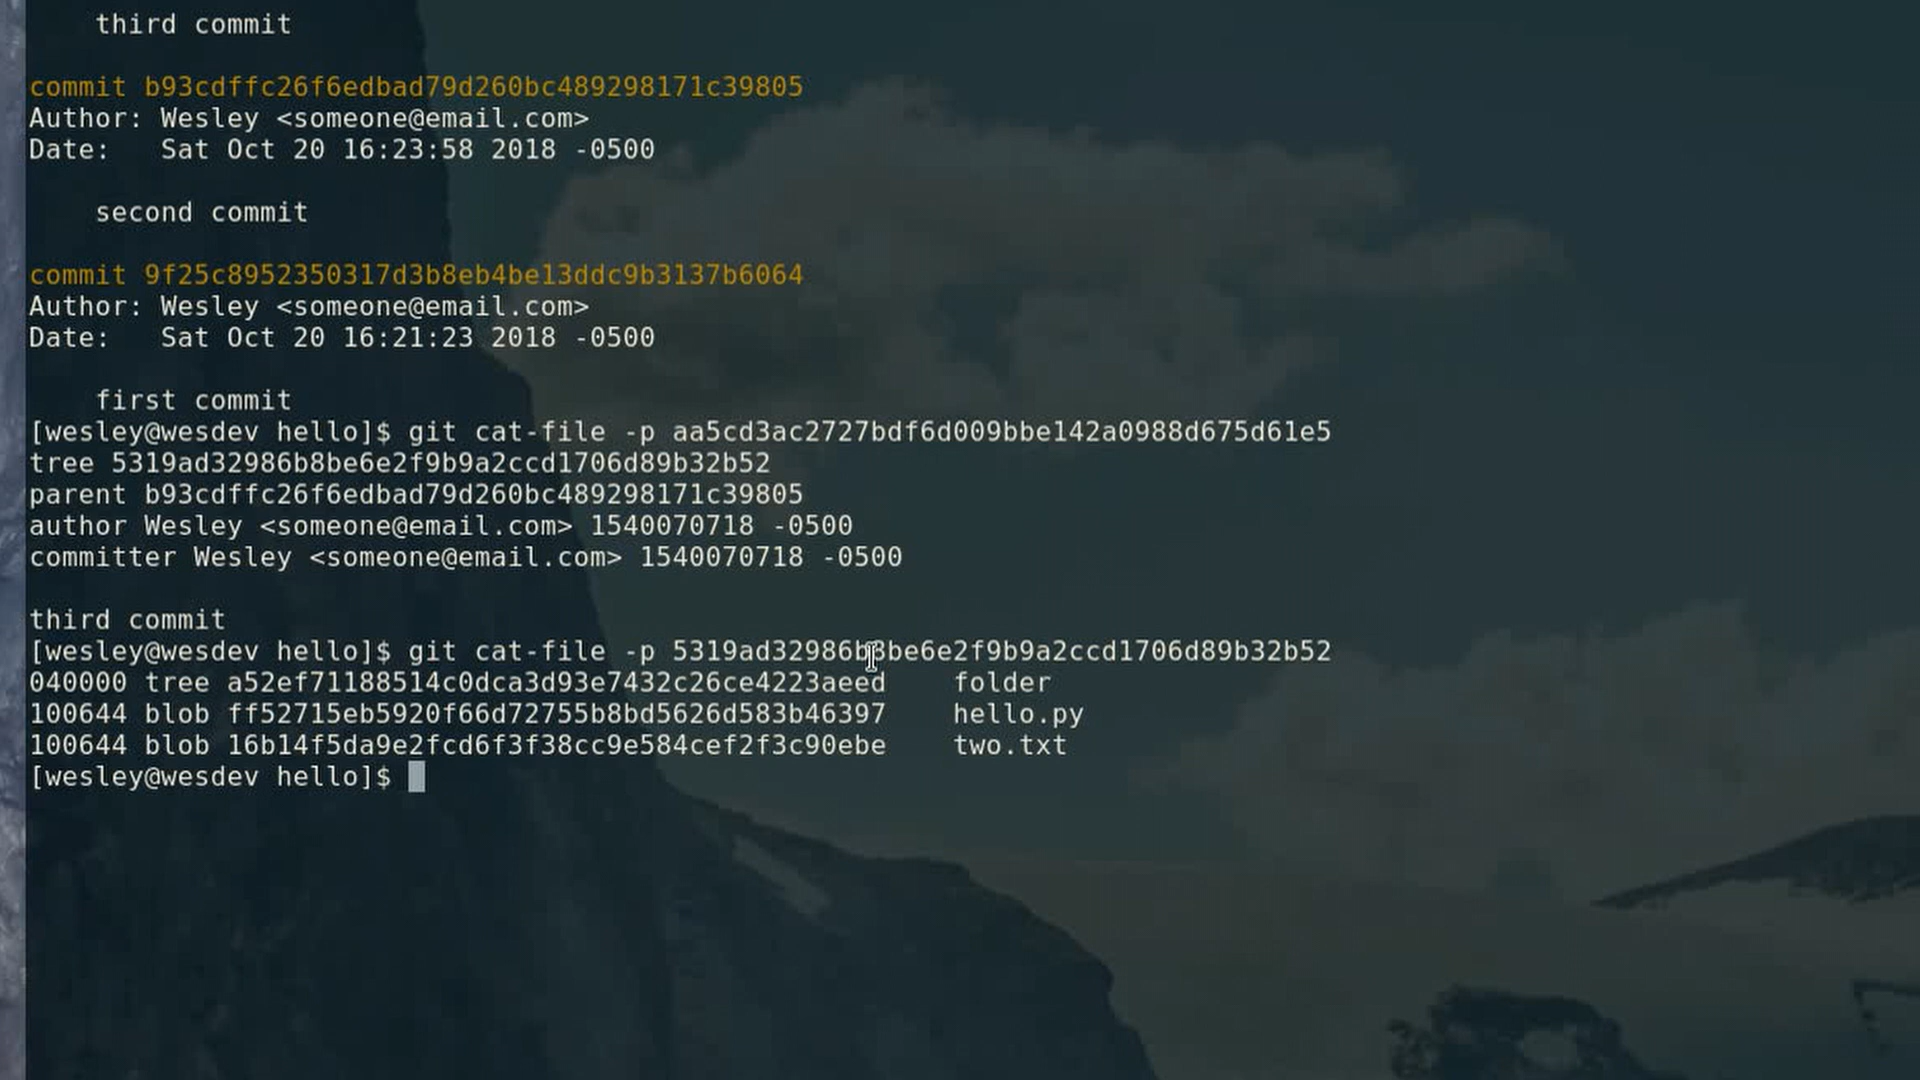 third commit
commit b93cdffc26f6edbad79d260bc489298171c39805
Author: Wesley <someone@email.com>
Date:   Sat Oct 20 16:23:58 2018 -0500
second commit
commit 9f25c8952350317d3b8eb4be13ddc9b3137b6064
Author: Wesley <someone@email.com>
Date:   Sat Oct 20 16:21:23 2018 -0500
first commit
[wesley@wesdev hello]$ git cat-file -p aa5cd3ac2727bdf6d009bbe142a0988d675d61e5
tree 5319ad32986b8be6e2f9b9a2ccd1706d89b32b52
parent b93cdffc26f6edbad79d260bc489298171c39805
author Wesley <someone@email.com> 1540070718 -0500
committer Wesley <someone@email.com> 1540070718 -0500
third commit
[wesley@wesdev hello]$ git cat-file -p 5319ad32986b8be6e2f9b9a2ccd1706d89b32b52
040000 tree a52ef71188514c0dca3d93e7432c26ce4223aeed    folder
100644 blob ff52715eb5920f66d72755b8bd5626d583b46397    hello.py
100644 blob 16b14f5da9e2fcd6f3f38cc9e584cef2f3c90ebe    two.txt
[wesley@wesdev hello]$